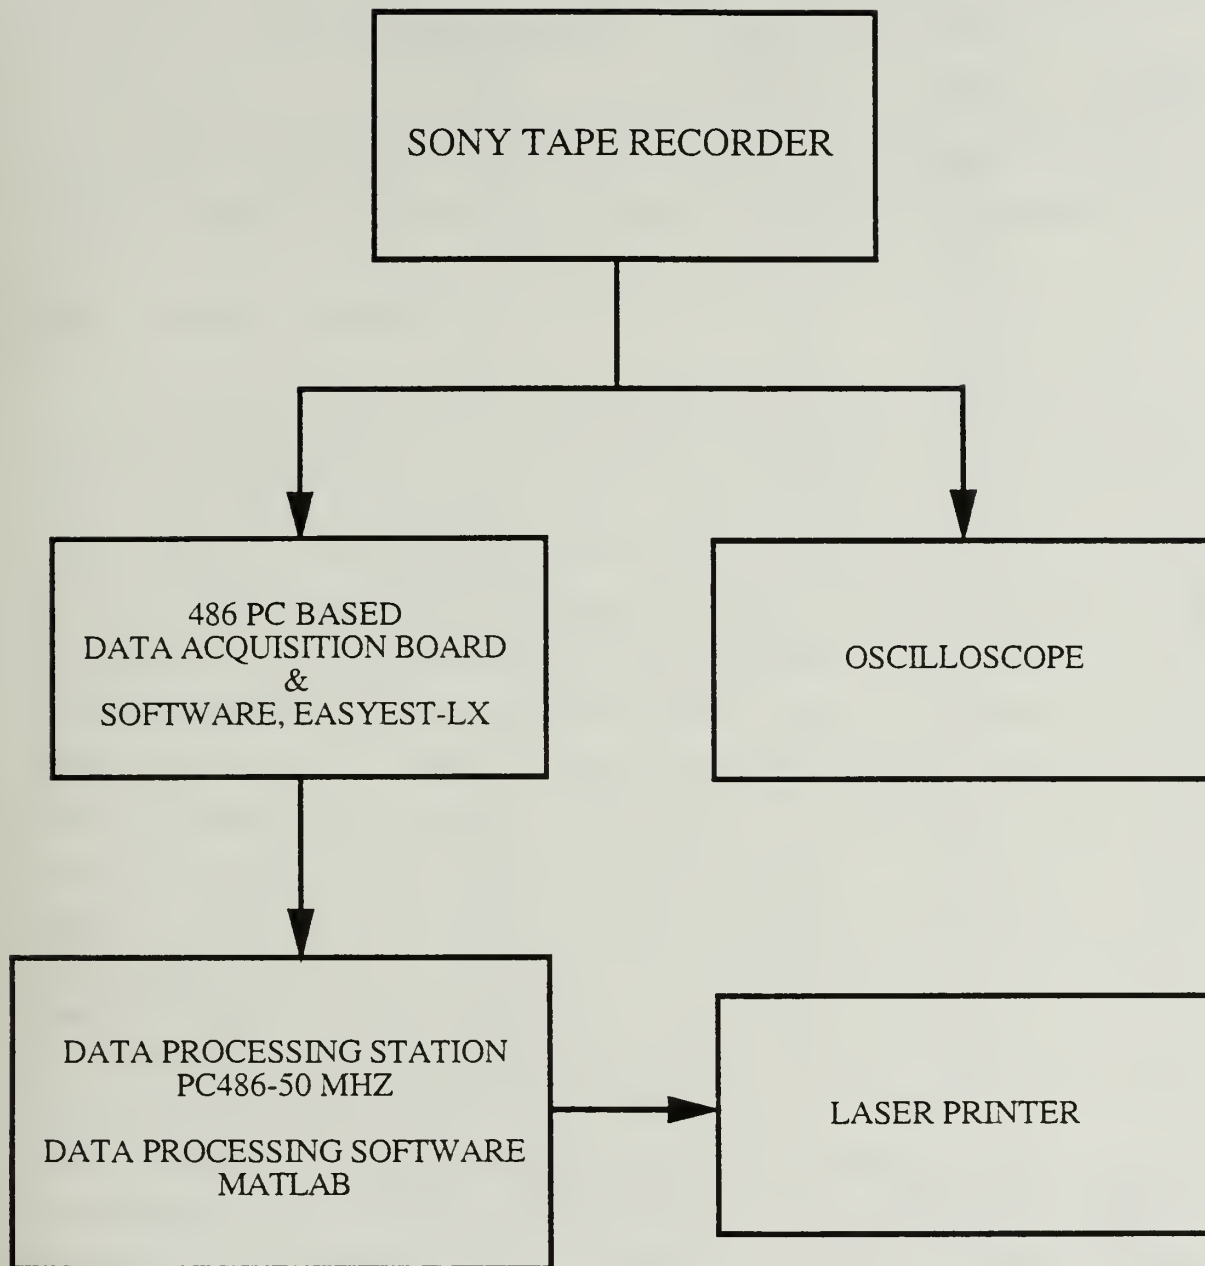 SONY TAPE RECORDER
486 PC BASED
DATA ACQUISITION BOARD
&
SOFTWARE, EASYEST-LX
OSCILLOSCOPE
DATA PROCESSING STATION
PC486-50 MHZ
DATA PROCESSING SOFTWARE
MATLAB
LASER PRINTER